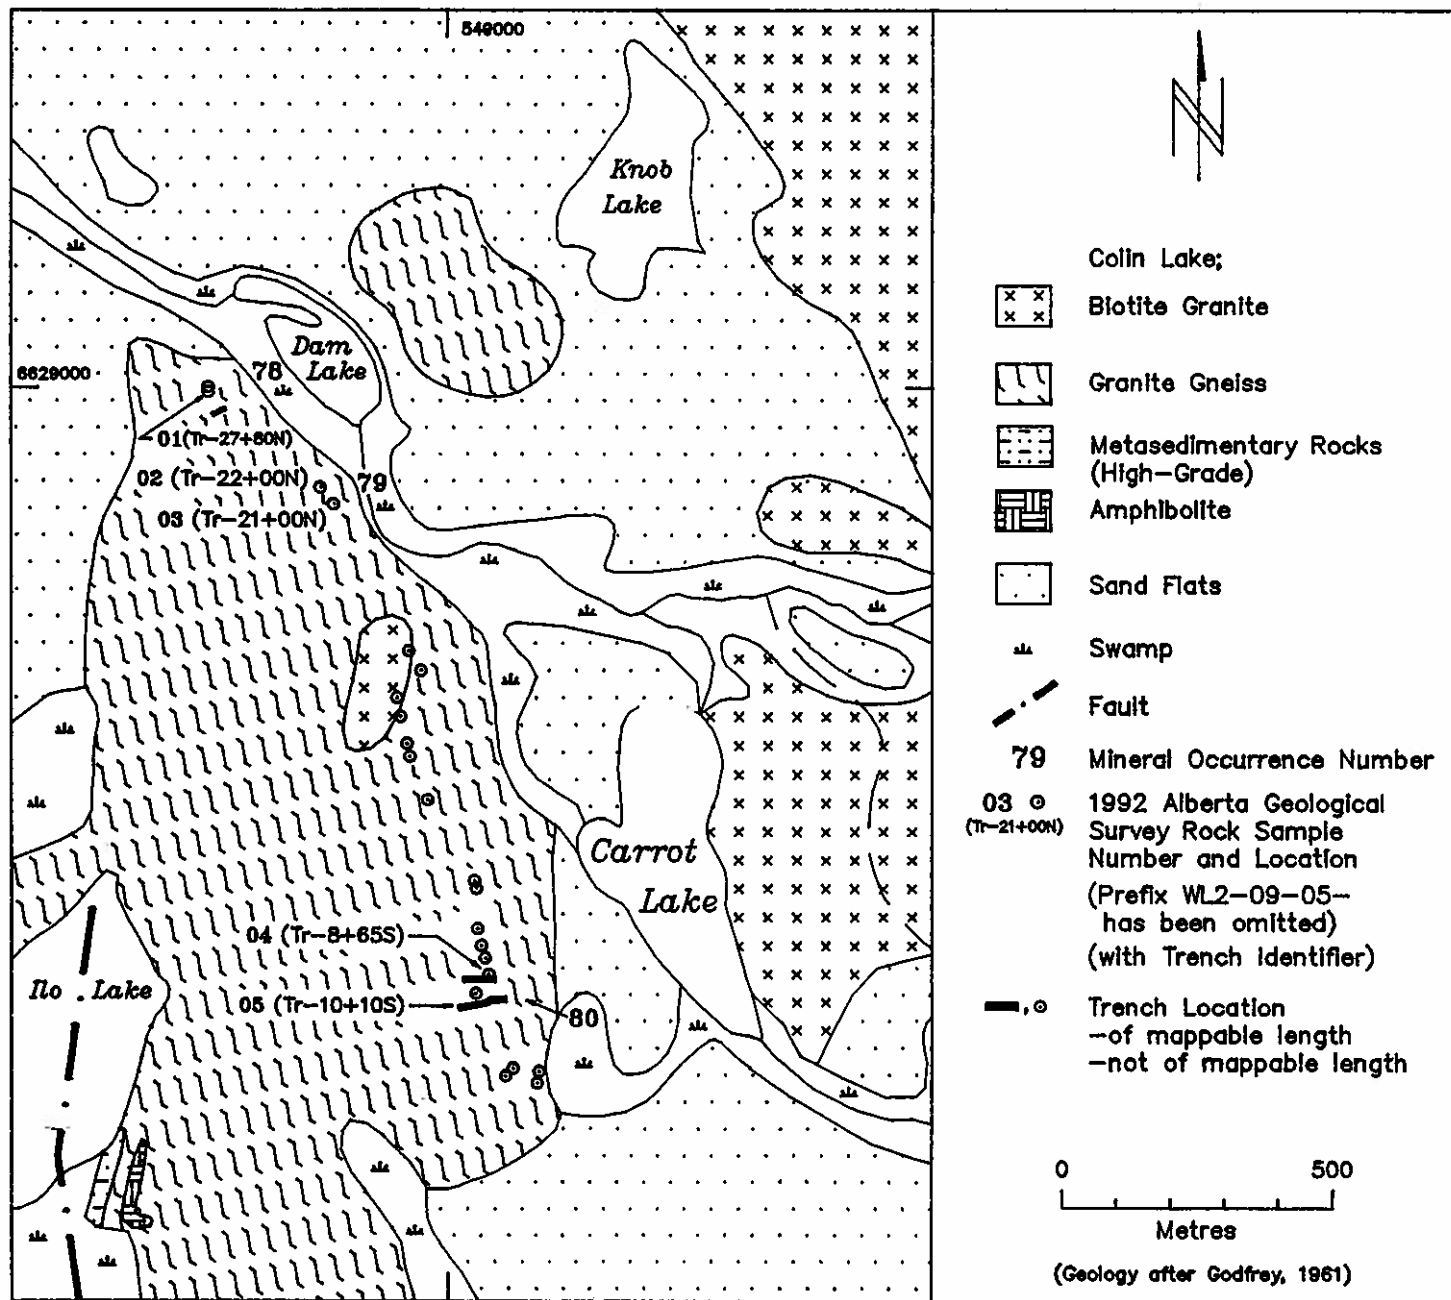 549000
Knob
Lake
Dam
Lake
78
6629000
01(Tr-27+80N)
02 (Tr-22+00N)
79
03 (Tr-21+00N)
Carrot
Lake
04 (Tr-8+65S)
Ilo Lake
05 (Tr-10+10S)
80
N
Colin Lake;
Biotite Granite
Granite Gneiss
Metasedimentary Rocks
(High-Grade)
Amphibolite
Sand Flats
Swamp
Fault
79 Mineral Occurrence Number
03 1992 Alberta Geological
(Tr-21+00N) Survey Rock Sample
Number and Location
(Prefix WL2-09-05-
has been omitted)
(with Trench Identifier)
Trench Location
-of mappable length
-not of mappable length
0 500
Metres
(Geology after Godfrey, 1961)